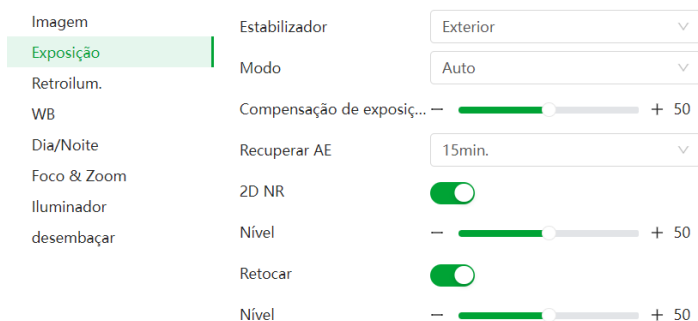 Imagem
Exposição
Retroilum.
WB
Dia/Noite
Foco & Zoom
Iluminador
desembaçar
Estabilizador Exterior
Modo Auto
Compensação de exposiç... 50
Recuperar AE 15min.
2D NR
Nível 50
Retocar
Nível 50